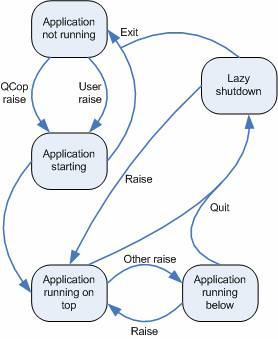 Application
not running
Exit
QCop
raise
User
raise
Lazy
shutdown
Application
starting
Raise
Quit
Other raise
Application
running on
top
Application
running
below
Raise